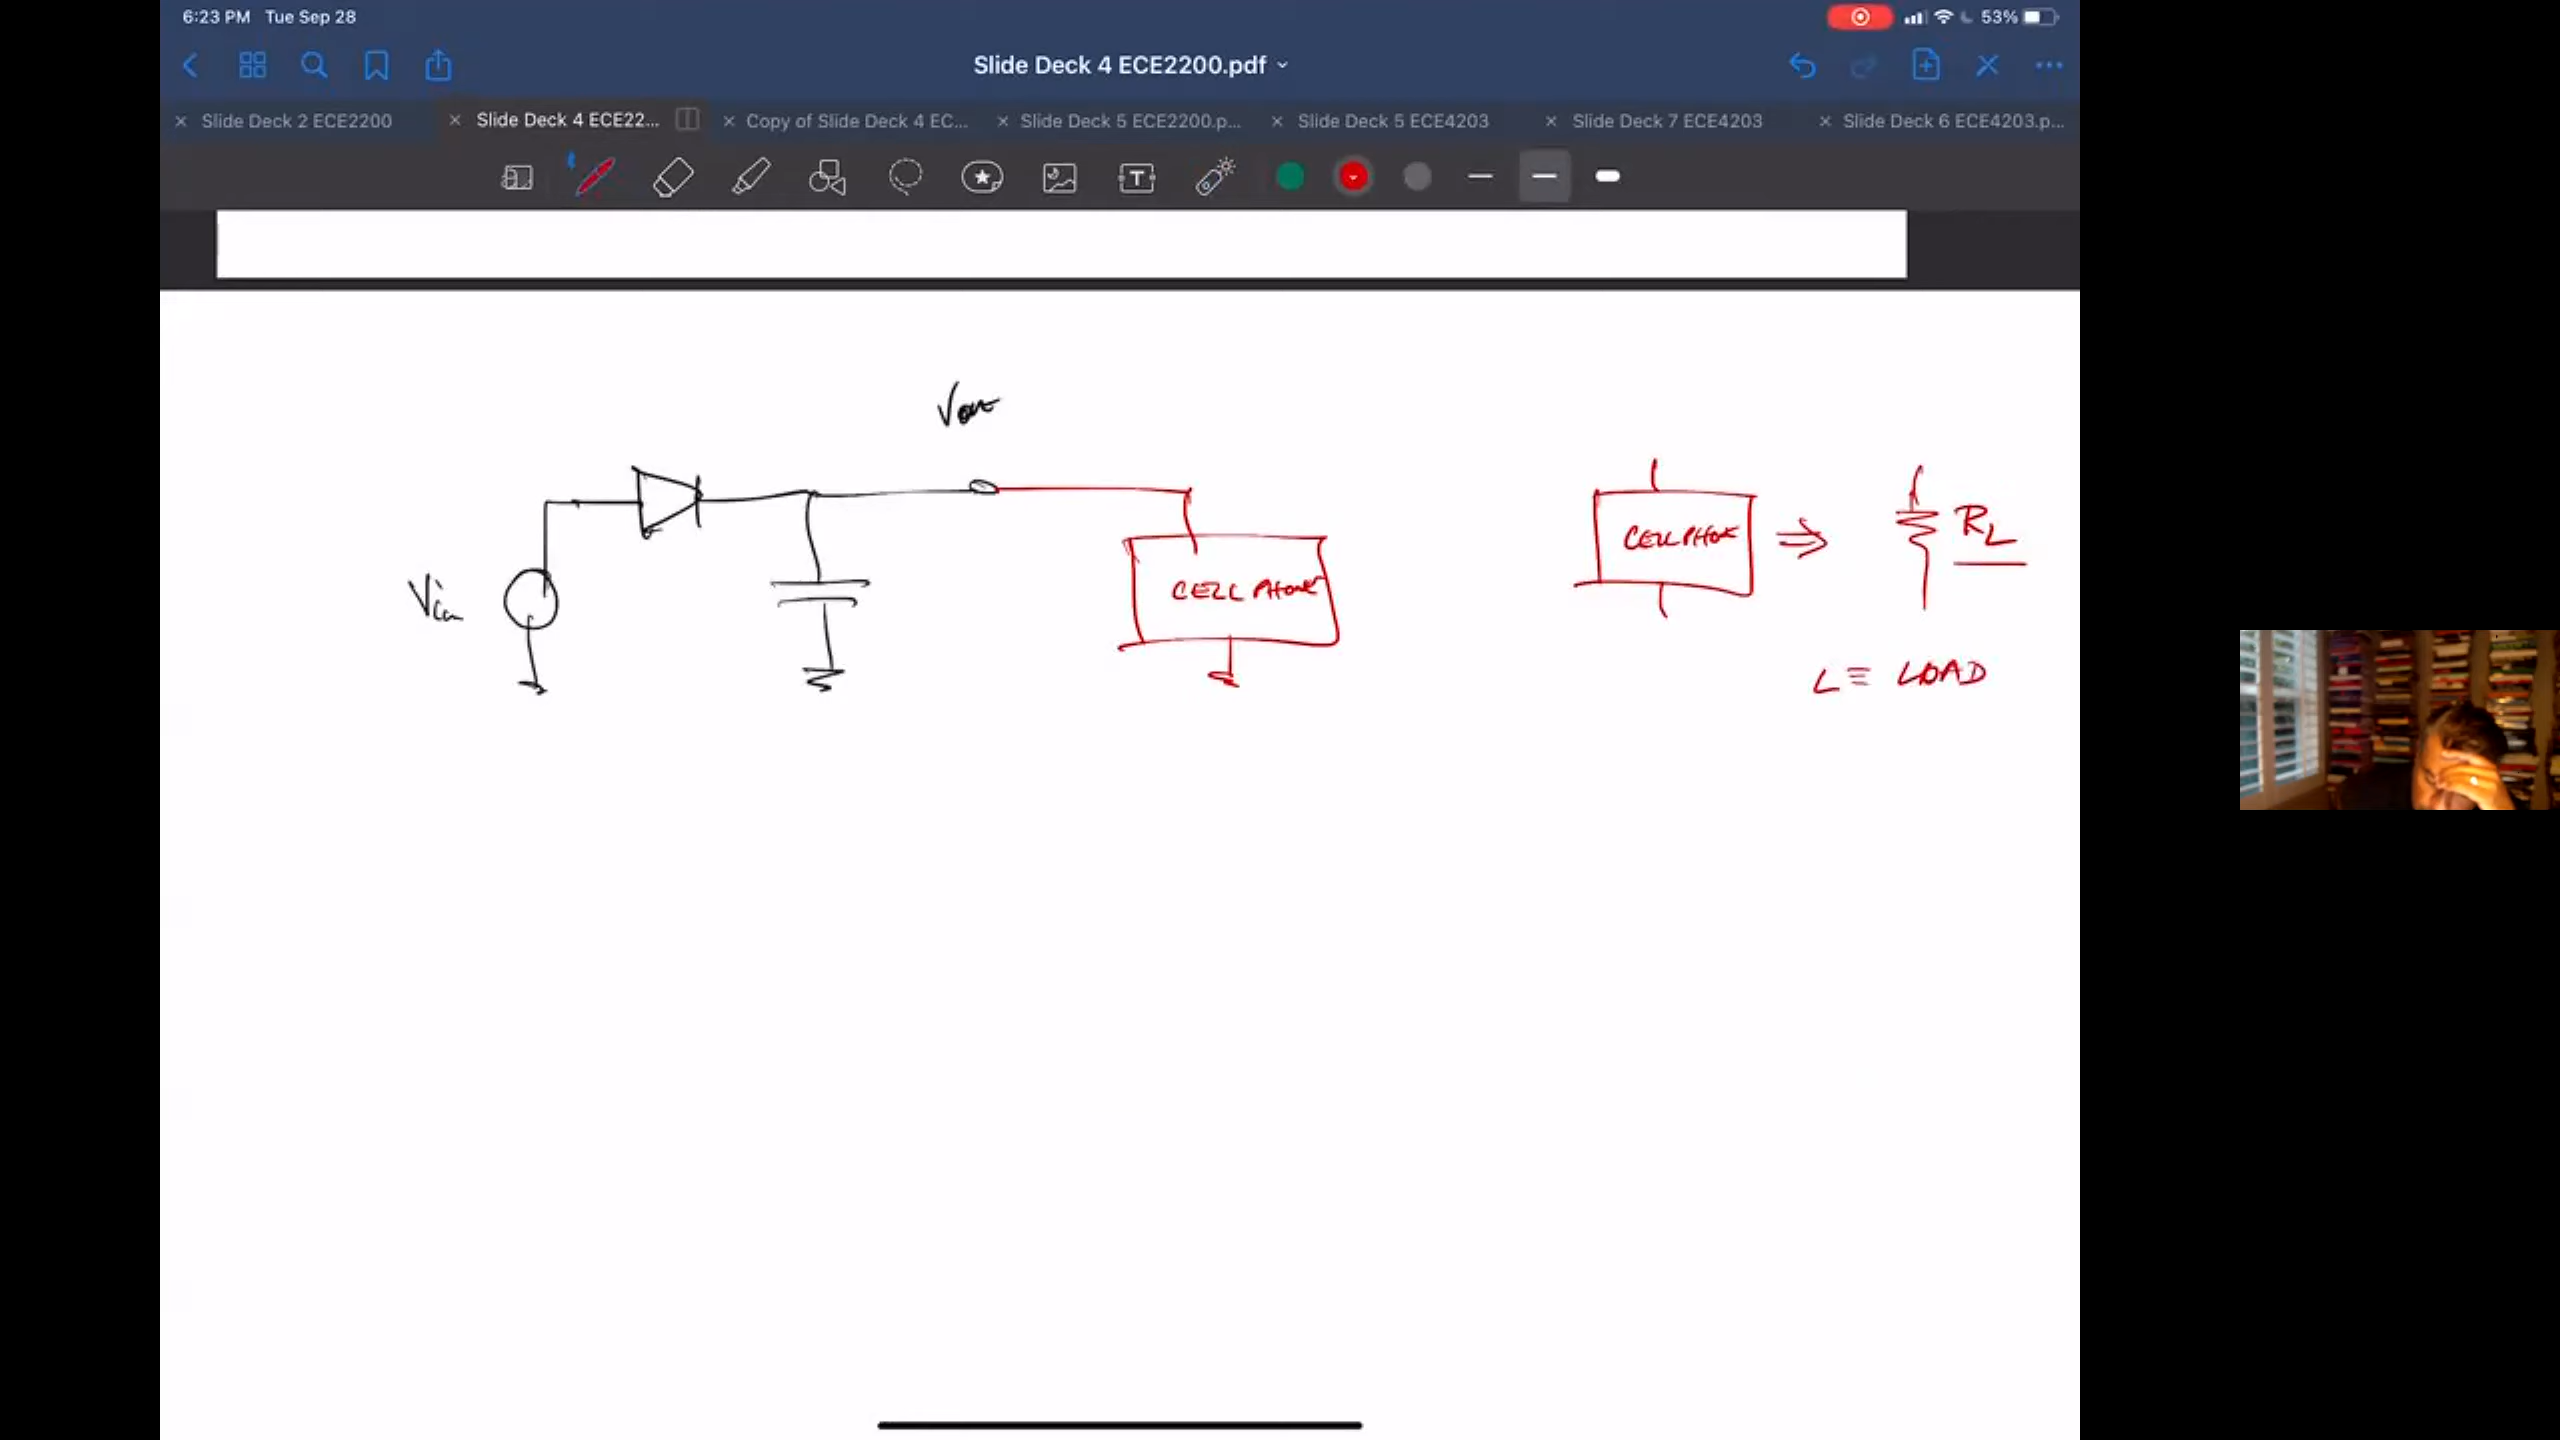 6:23 PM Tue Sep 28
53%
Slide Deck 4 ECE2200.pdf
Slide Deck 2 ECE2200
Slide Deck 4 ECE22...
Copy of Slide Deck 4 EC...
Slide Deck 5 ECE2200.p...
Slide Deck 5 ECE4203
Slide Deck 7 ECE4203
Slide Deck 6 ECE4203.p...
T
Vout
Vin
CELL PHONE
CELL PHONE ⇒ RL
L ≡ LOAD